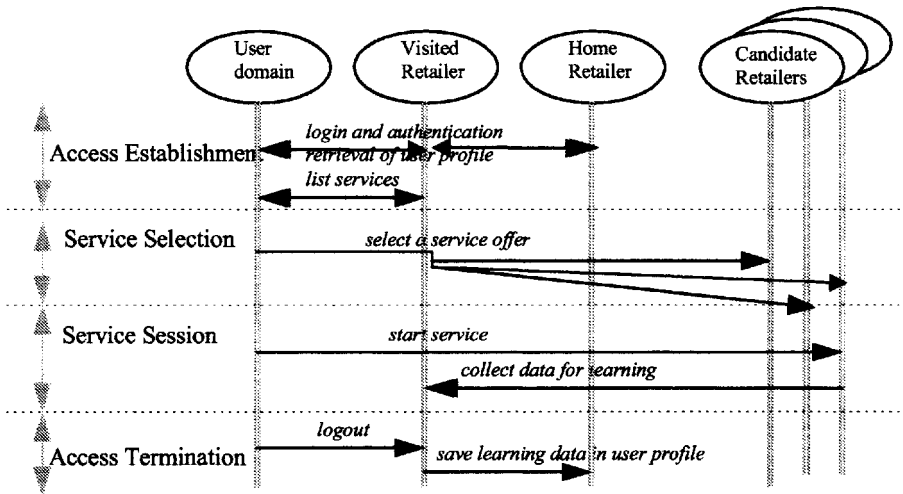 User
domain
Visited
Retailer
Home
Retailer
Candidate
Retailers
Access Establishmen
login and authentication
retrieval of user profile
list services
Service Selection
select a service offer
Service Session
start service
collect data for learning
Access Termination
logout
save learning data in user profile